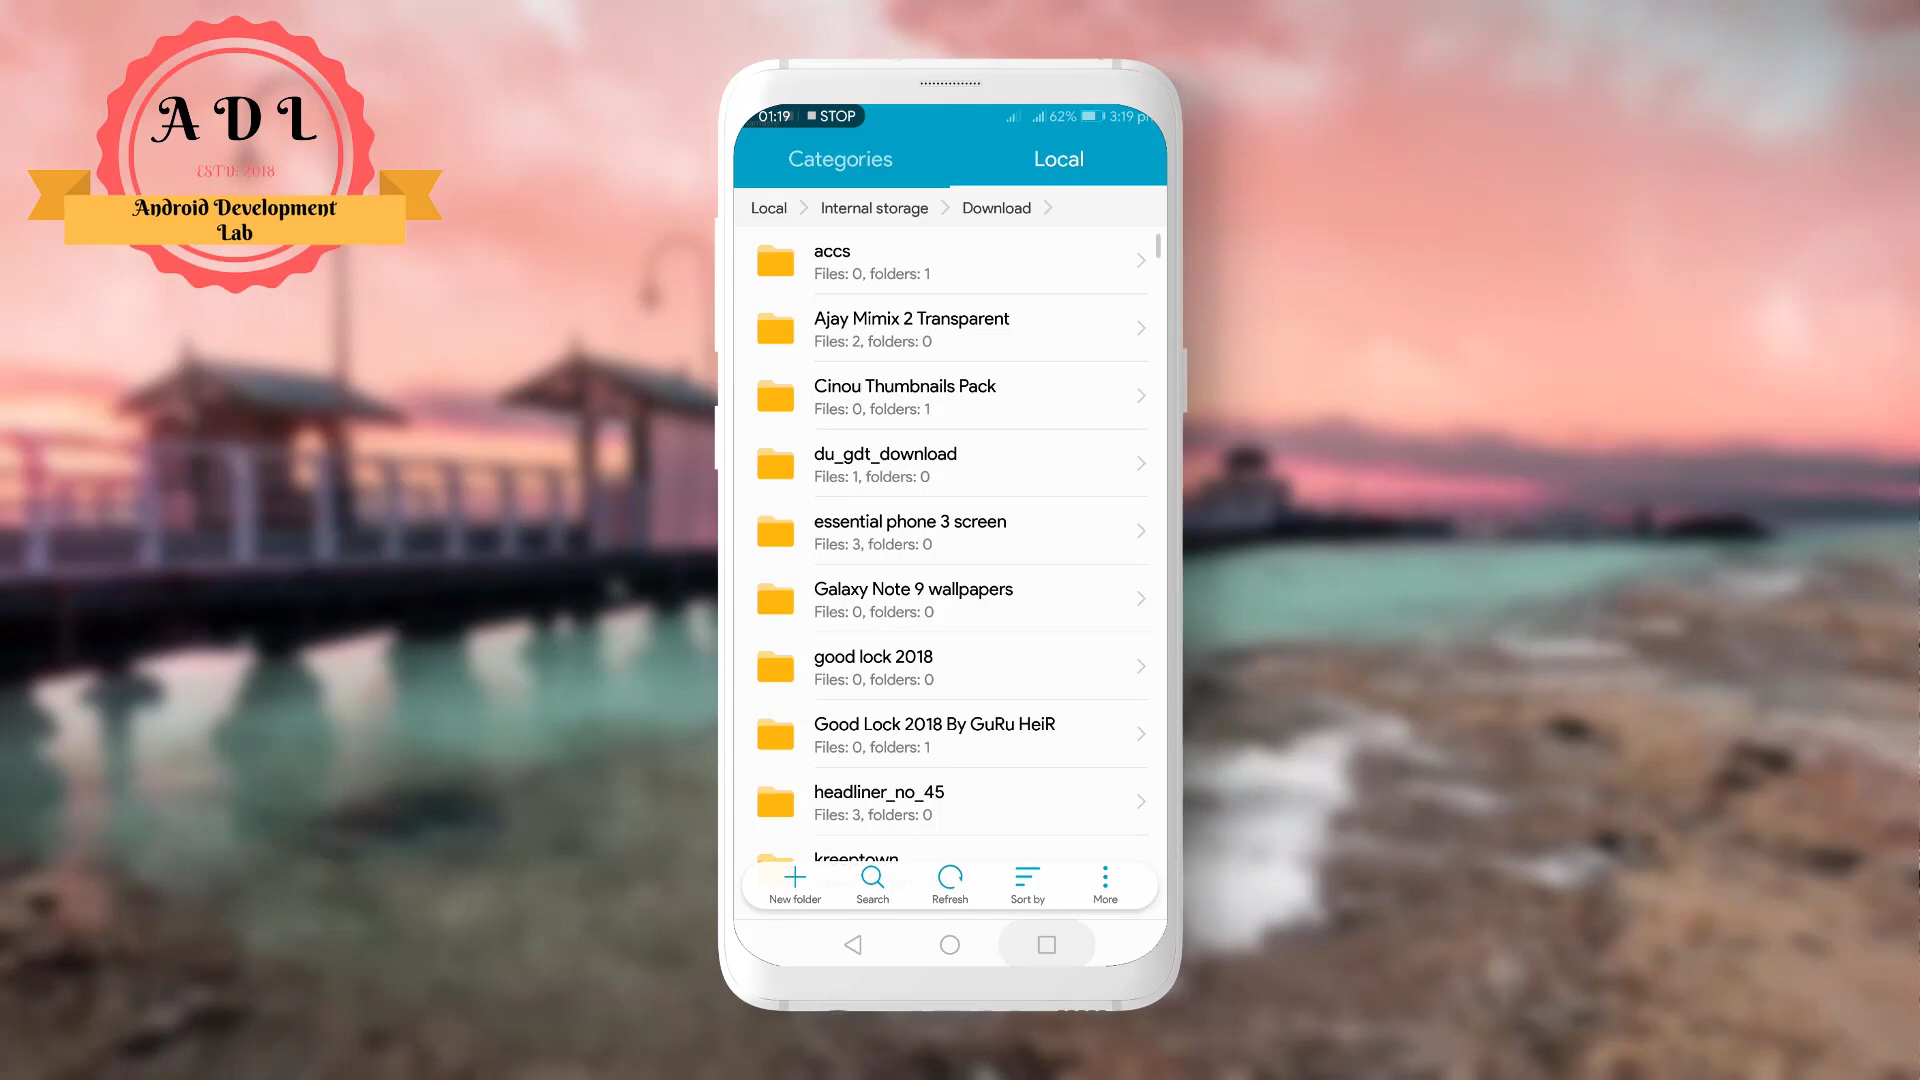 A D L
EST'D: 2018
Android Development
Lab
01:19 STOP 62% 3:19 pm
Categories Local
Local Internal storage Download
accs
Files: 0, folders: 1
Ajay Mimix 2 Transparent
Files: 2, folders: 0
Cinou Thumbnails Pack
Files: 0, folders: 1
du_gdt_download
Files: 1, folders: 0
essential phone 3 screen
Files: 3, folders: 0
Galaxy Note 9 wallpapers
Files: 0, folders: 0
good lock 2018
Files: 0, folders: 0
Good Lock 2018 By GuRu HeiR
Files: 0, folders: 1
headliner_no_45
Files: 3, folders: 0
kreeptown
New folder Search Refresh Sort by More